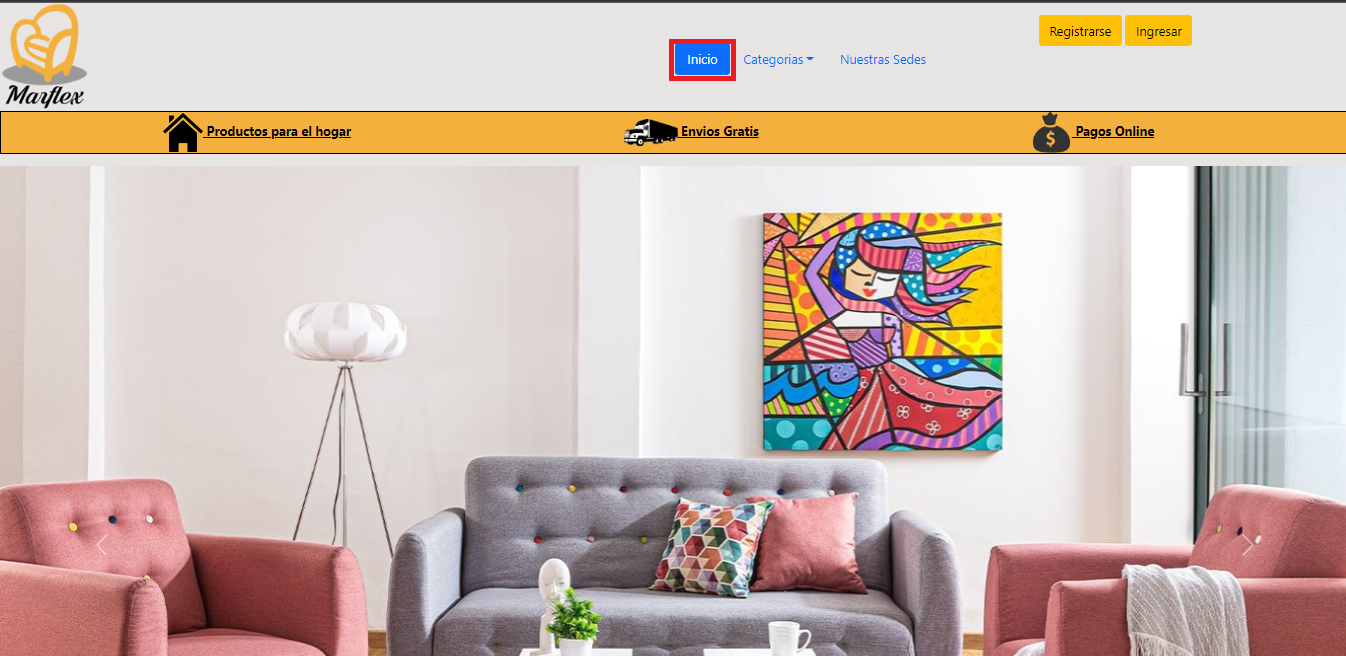 Registrarse Ingresar
Inicio Categorias Nuestras Sedes
Marflex
Productos para el hogar Envios Gratis $ Pagos Online